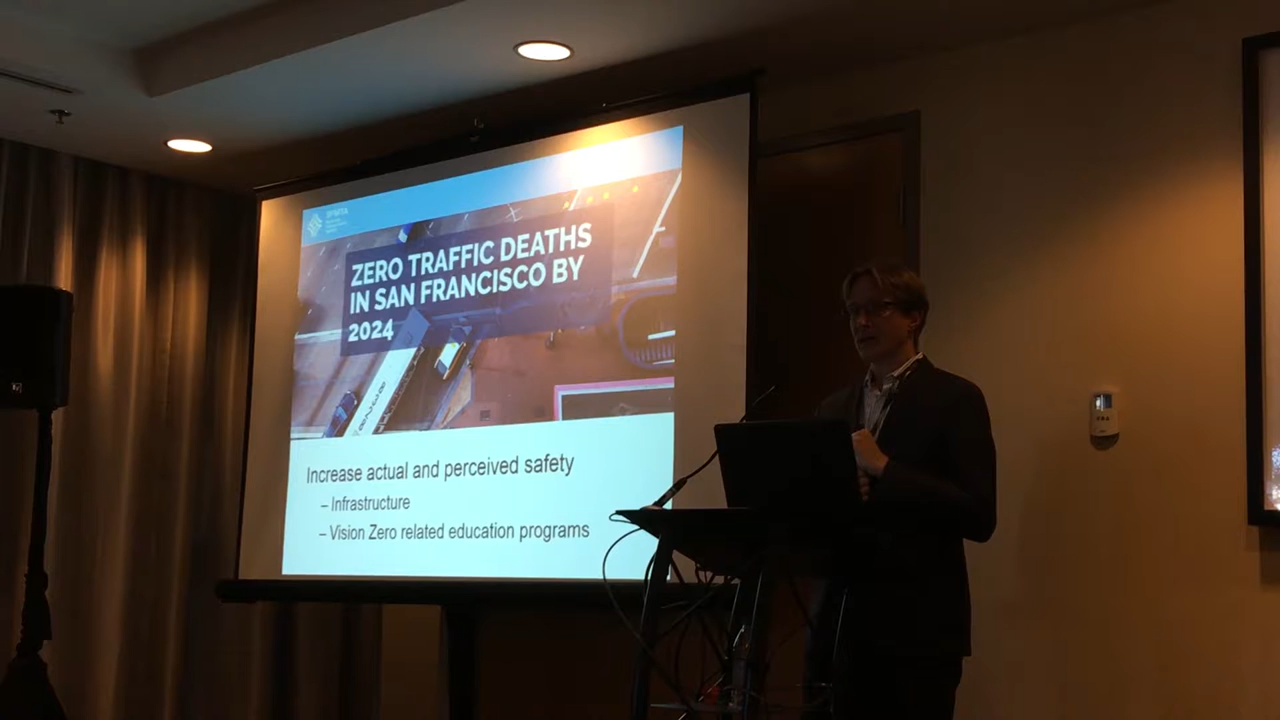 SFMTA
ZERO TRAFFIC DEATHS
IN SAN FRANCISCO BY
2024
Increase actual and perceived safety
– Infrastructure
– Vision Zero related education programs